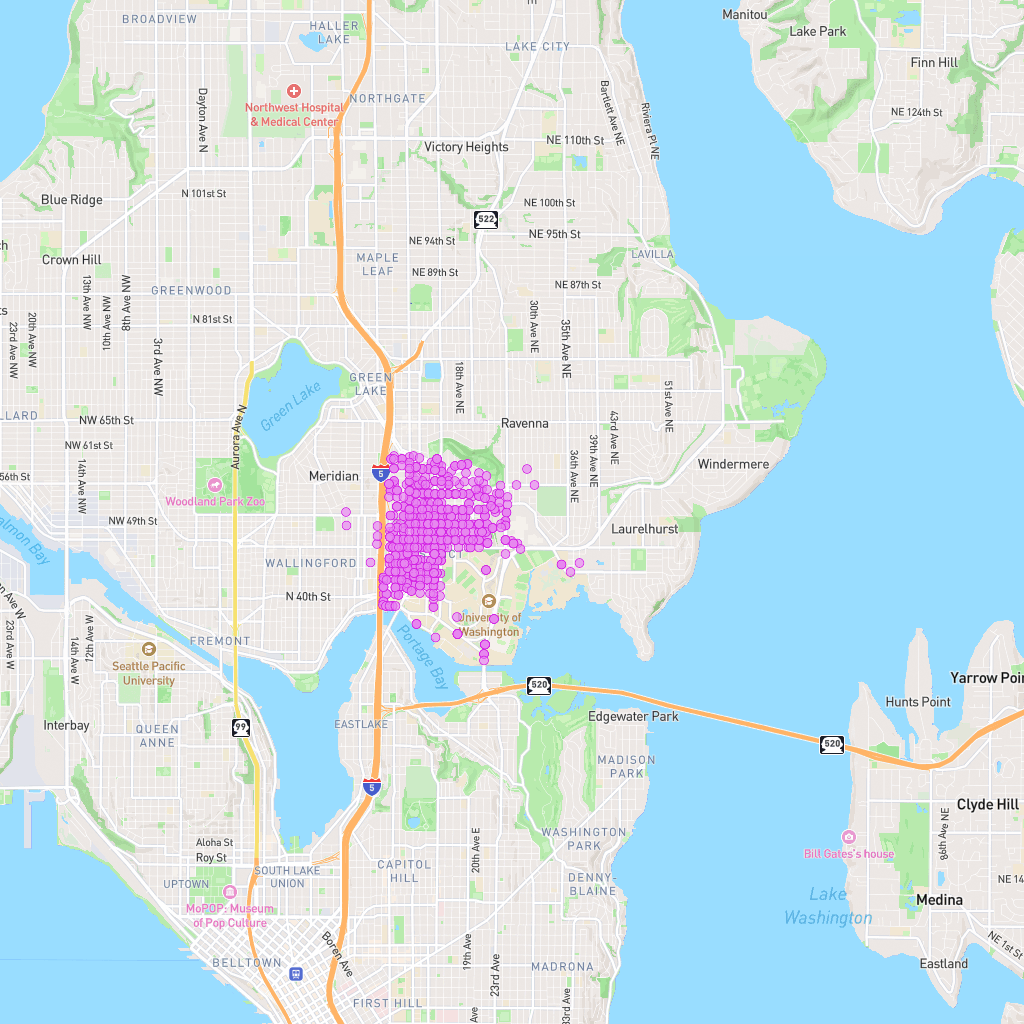 BROADVIEW
HALLER
LAKE
Manitou
Lake Park
LAKE CITY
Finn Hill
Dayton Ave N
NORTHGATE
Bartlett Ave NE
Riviera Pl NE
Northwest Hospital
& Medical Center
NE 124th St
Victory Heights
NE 110th St
N 101st St
Blue Ridge
NE 100th St
522
NE 95th St
NE 94th St
Crown Hill
MAPLE
LEAF
LAVILLA
NE 89th St
NE 87th St
13th Ave NW
10th Ave NW
8th Ave NW
GREENWOOD
20th Ave NW
23rd Ave NW
3rd Ave NW
N 81st St
30th Ave NE
35th Ave NE
GREEN
LAKE
18th Ave NE
51st Ave NE
Green Lake
Aurora Ave N
LLARD
NW 65th St
Ravenna
43rd Ave NE
39th Ave NE
36th Ave NE
NW 61st St
14th Ave NW
56th St
Meridian
5
Windermere
Woodland Park Zoo
NW 49th St
Laurelhurst
almon Bay
WALLINGFORD
CT
N 40th St
University of
Washington
Ave W
23rd Ave W
14th Ave W
12th Ave W
FREMONT
Portage Bay
Seattle Pacific
University
520
Yarrow Poin
Hunts Point
Interbay
QUEEN
ANNE
99
EASTLAKE
Edgewater Park
520
MADISON
PARK
5
Clyde Hill
86th Ave NE
Aloha St
Roy St
20th Ave E
WASHINGTON
PARK
Bill Gates's house
SOUTH LAKE
UNION
CAPITOL
HILL
UPTOWN
DENNY-
BLAINE
NE 14
Lake
Washington
Medina
MoPOP: Museum
of Pop Culture
Boren Ave
NE 1st St
BELLTOWN
19th Ave
23rd Ave
MADRONA
Eastland
FIRST HILL
Ave
33rd Ave